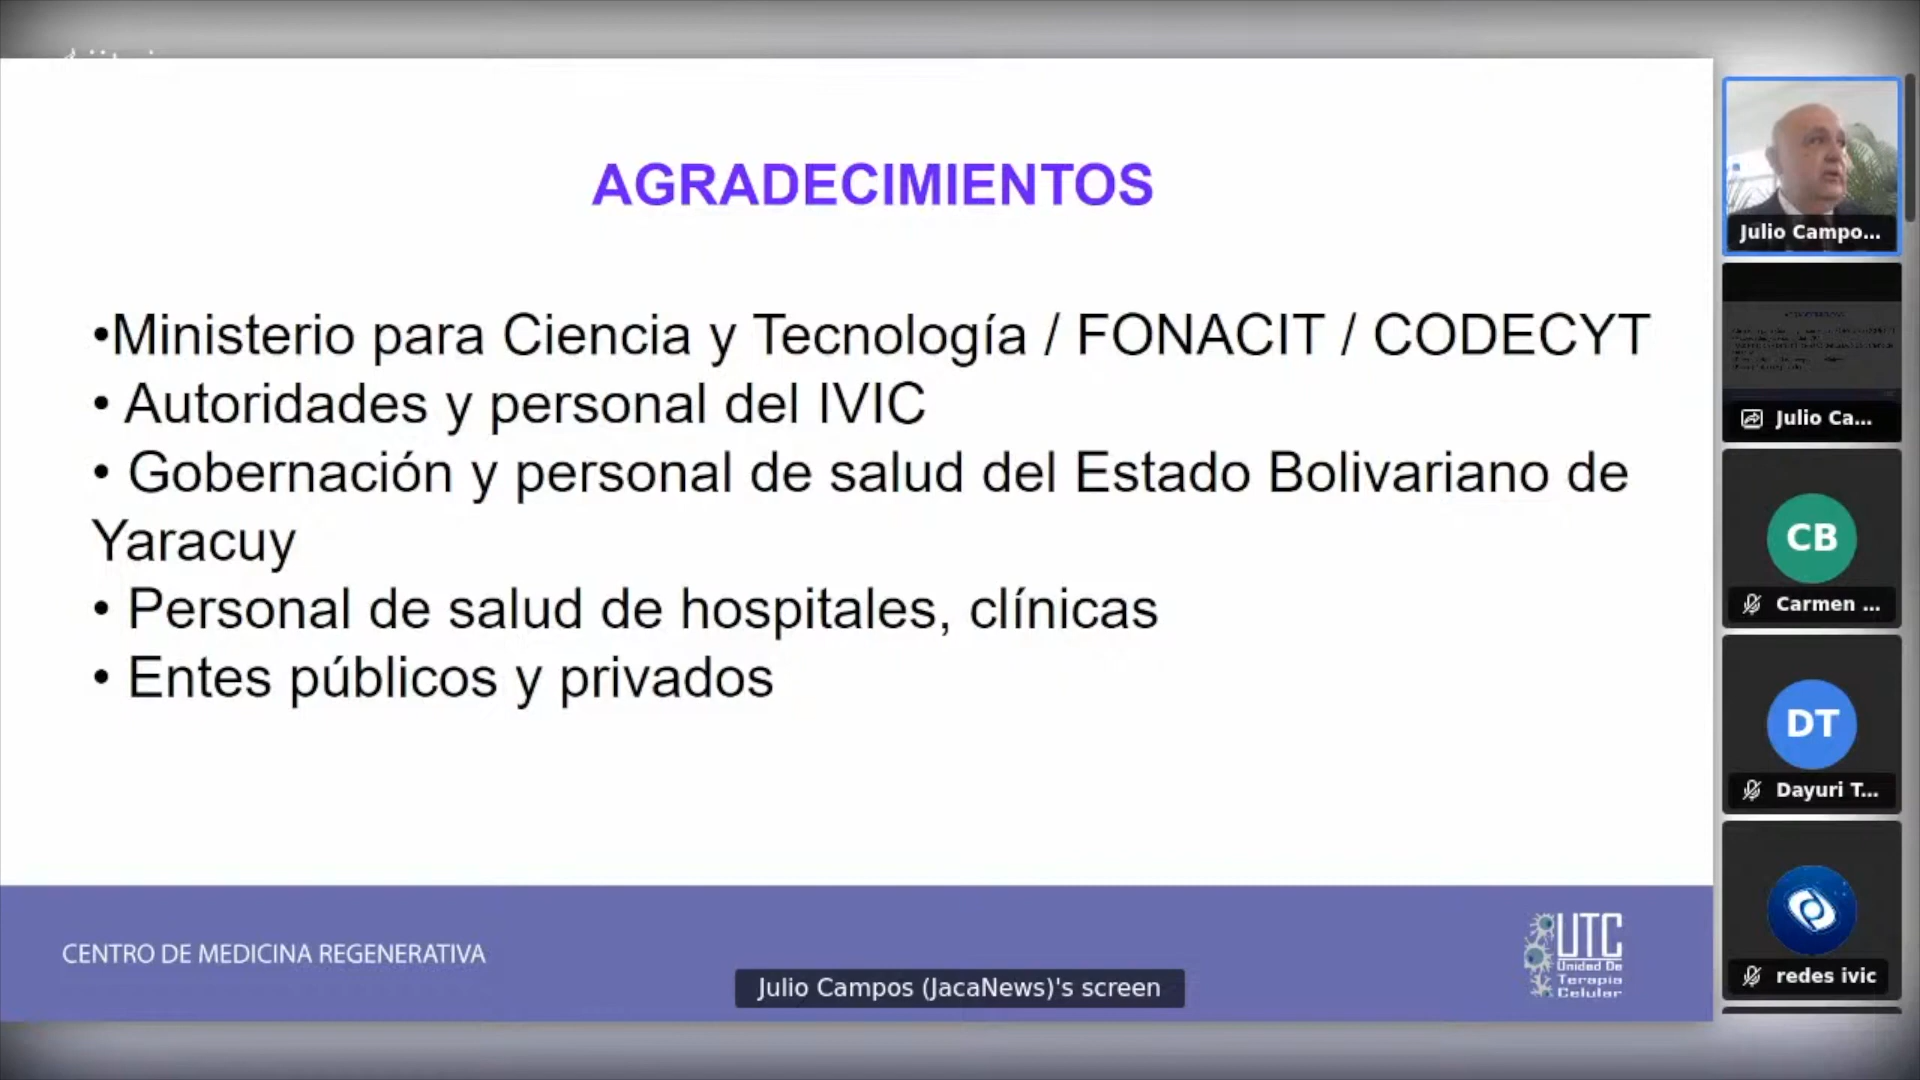 AGRADECIMIENTOS
•Ministerio para Ciencia y Tecnología / FONACIT / CODECYT
• Autoridades y personal del IVIC
• Gobernación y personal de salud del Estado Bolivariano de
Yaracuy
• Personal de salud de hospitales, clínicas
• Entes públicos y privados
CENTRO DE MEDICINA REGENERATIVA
UTC
Unidad De
Terapia
Celular
Julio Campos (JacaNews)'s screen
Julio Campo...
Julio Ca...
CB
Carmen ...
DT
Dayuri T...
redes ivic